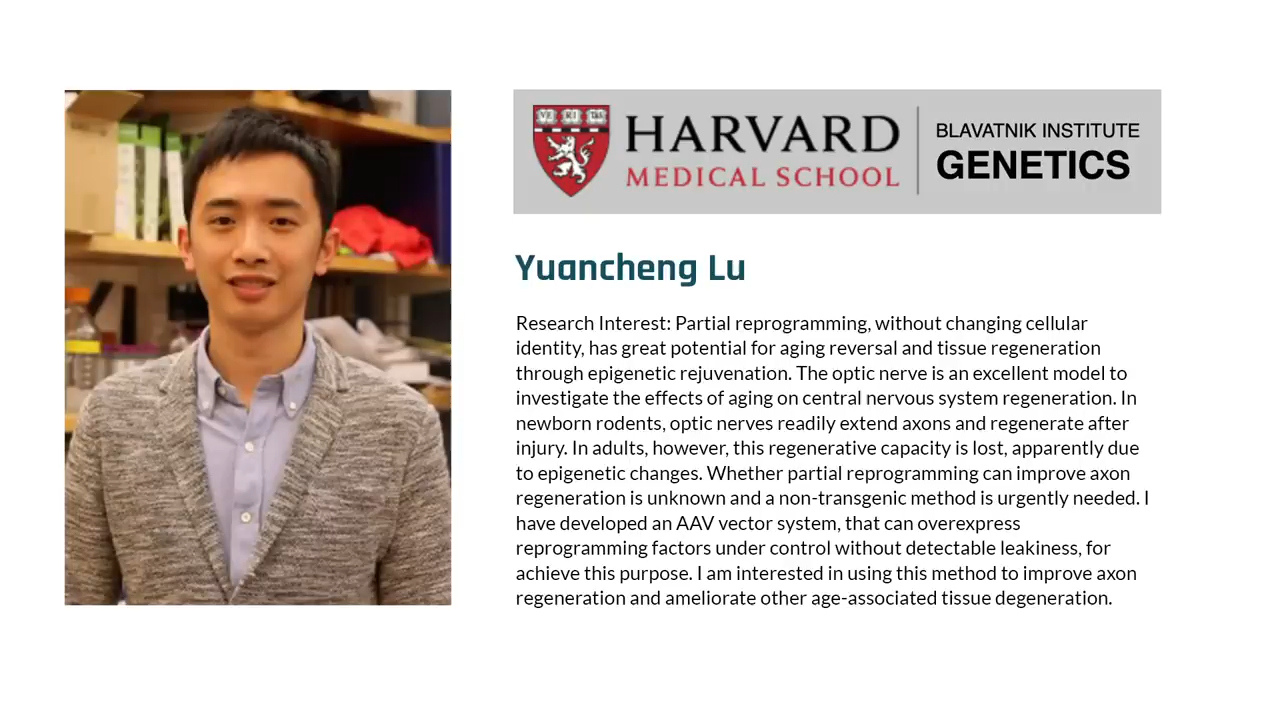 VE RI TAS
HARVARD
MEDICAL SCHOOL
BLAVATNIK INSTITUTE
GENETICS
Yuancheng Lu
Research Interest: Partial reprogramming, without changing cellular
identity, has great potential for aging reversal and tissue regeneration
through epigenetic rejuvenation. The optic nerve is an excellent model to
investigate the effects of aging on central nervous system regeneration. In
newborn rodents, optic nerves readily extend axons and regenerate after
injury. In adults, however, this regenerative capacity is lost, apparently due
to epigenetic changes. Whether partial reprogramming can improve axon
regeneration is unknown and a non-transgenic method is urgently needed. I
have developed an AAV vector system, that can overexpress
reprogramming factors under control without detectable leakiness, for
achieve this purpose. I am interested in using this method to improve axon
regeneration and ameliorate other age-associated tissue degeneration.